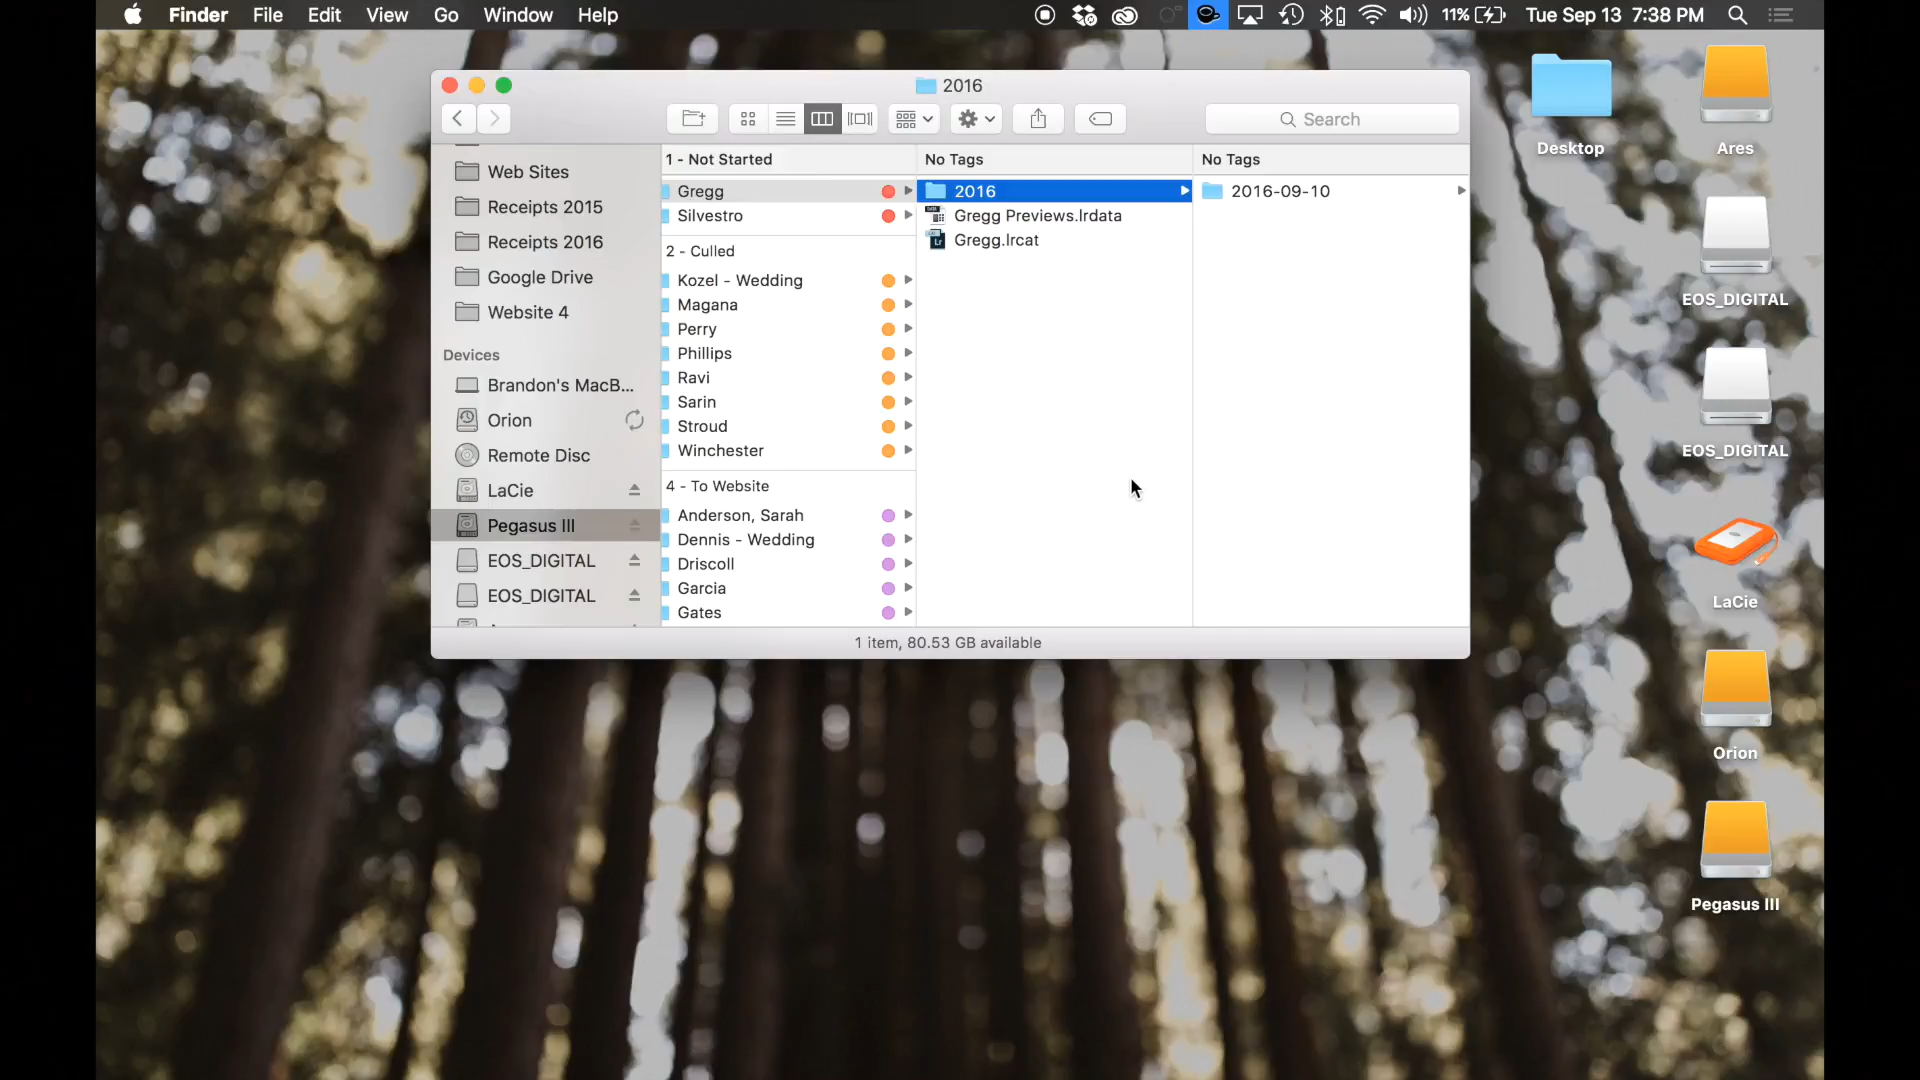 Finder File Edit View Go Window Help 11% Tue Sep 13 7:38 PM
2016
Search
Web Sites
Receipts 2015
Receipts 2016
Google Drive
Website 4
Devices
Brandon's MacB...
Orion
Remote Disc
LaCie
Pegasus III
EOS_DIGITAL
EOS_DIGITAL
1 - Not Started
Gregg
Silvestro
2 - Culled
Kozel - Wedding
Magana
Perry
Phillips
Ravi
Sarin
Stroud
Winchester
4 - To Website
Anderson, Sarah
Dennis - Wedding
Driscoll
Garcia
Gates
No Tags
2016
Gregg Previews.lrdata
Gregg.lrcat
No Tags
2016-09-10
1 item, 80.53 GB available
Desktop
Ares
EOS_DIGITAL
EOS_DIGITAL
LaCie
Orion
Pegasus III